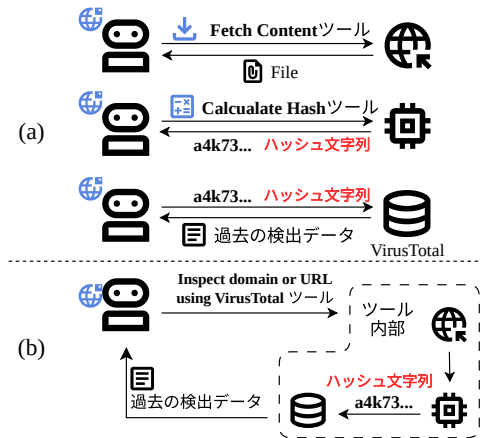 Fetch Contentツール
File
(a)
Calcualate Hashツール
a4k73... ハッシュ文字列
a4k73... ハッシュ文字列
過去の検出データ
VirusTotal
(b)
Inspect domain or URL
using VirusTotal ツール
ツール
内部
過去の検出データ
ハッシュ文字列
a4k73...